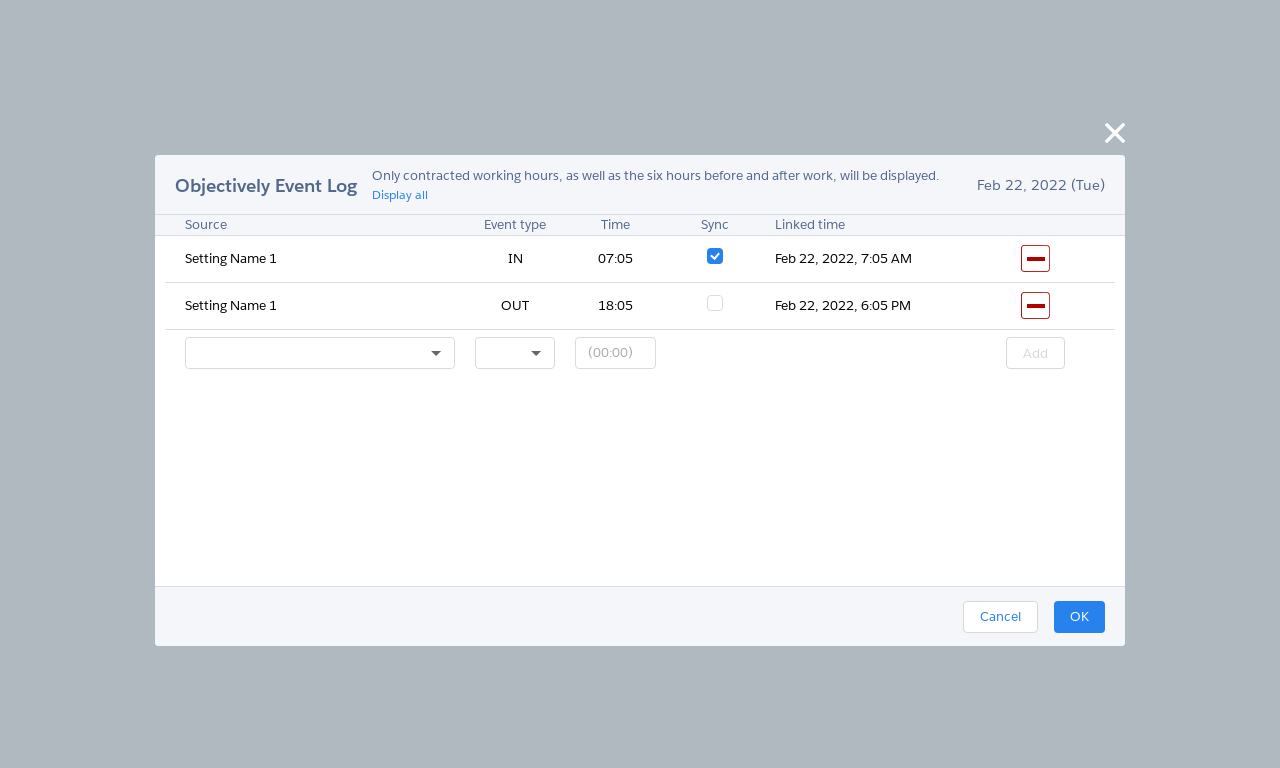 Objectively Event Log
Only contracted working hours, as well as the six hours before and after work, will be displayed.
Display all
Feb 22, 2022 (Tue)
Source Event type Time Sync Linked time
Setting Name 1 IN 07:05 Feb 22, 2022, 7:05 AM
Setting Name 1 OUT 18:05 Feb 22, 2022, 6:05 PM
(00:00) Add
Cancel OK